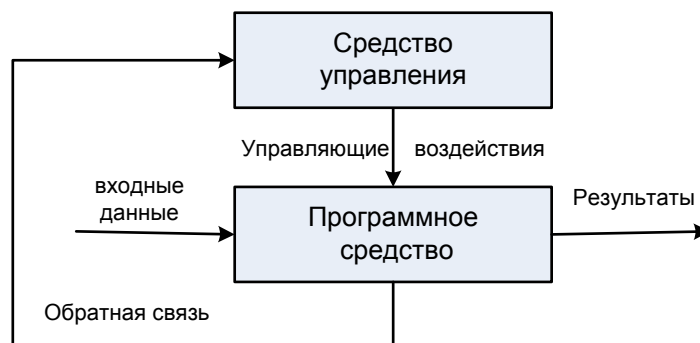 Средство
управления
Управляющие воздействия
входные
данные
Программное
средство
Результаты
Обратная связь